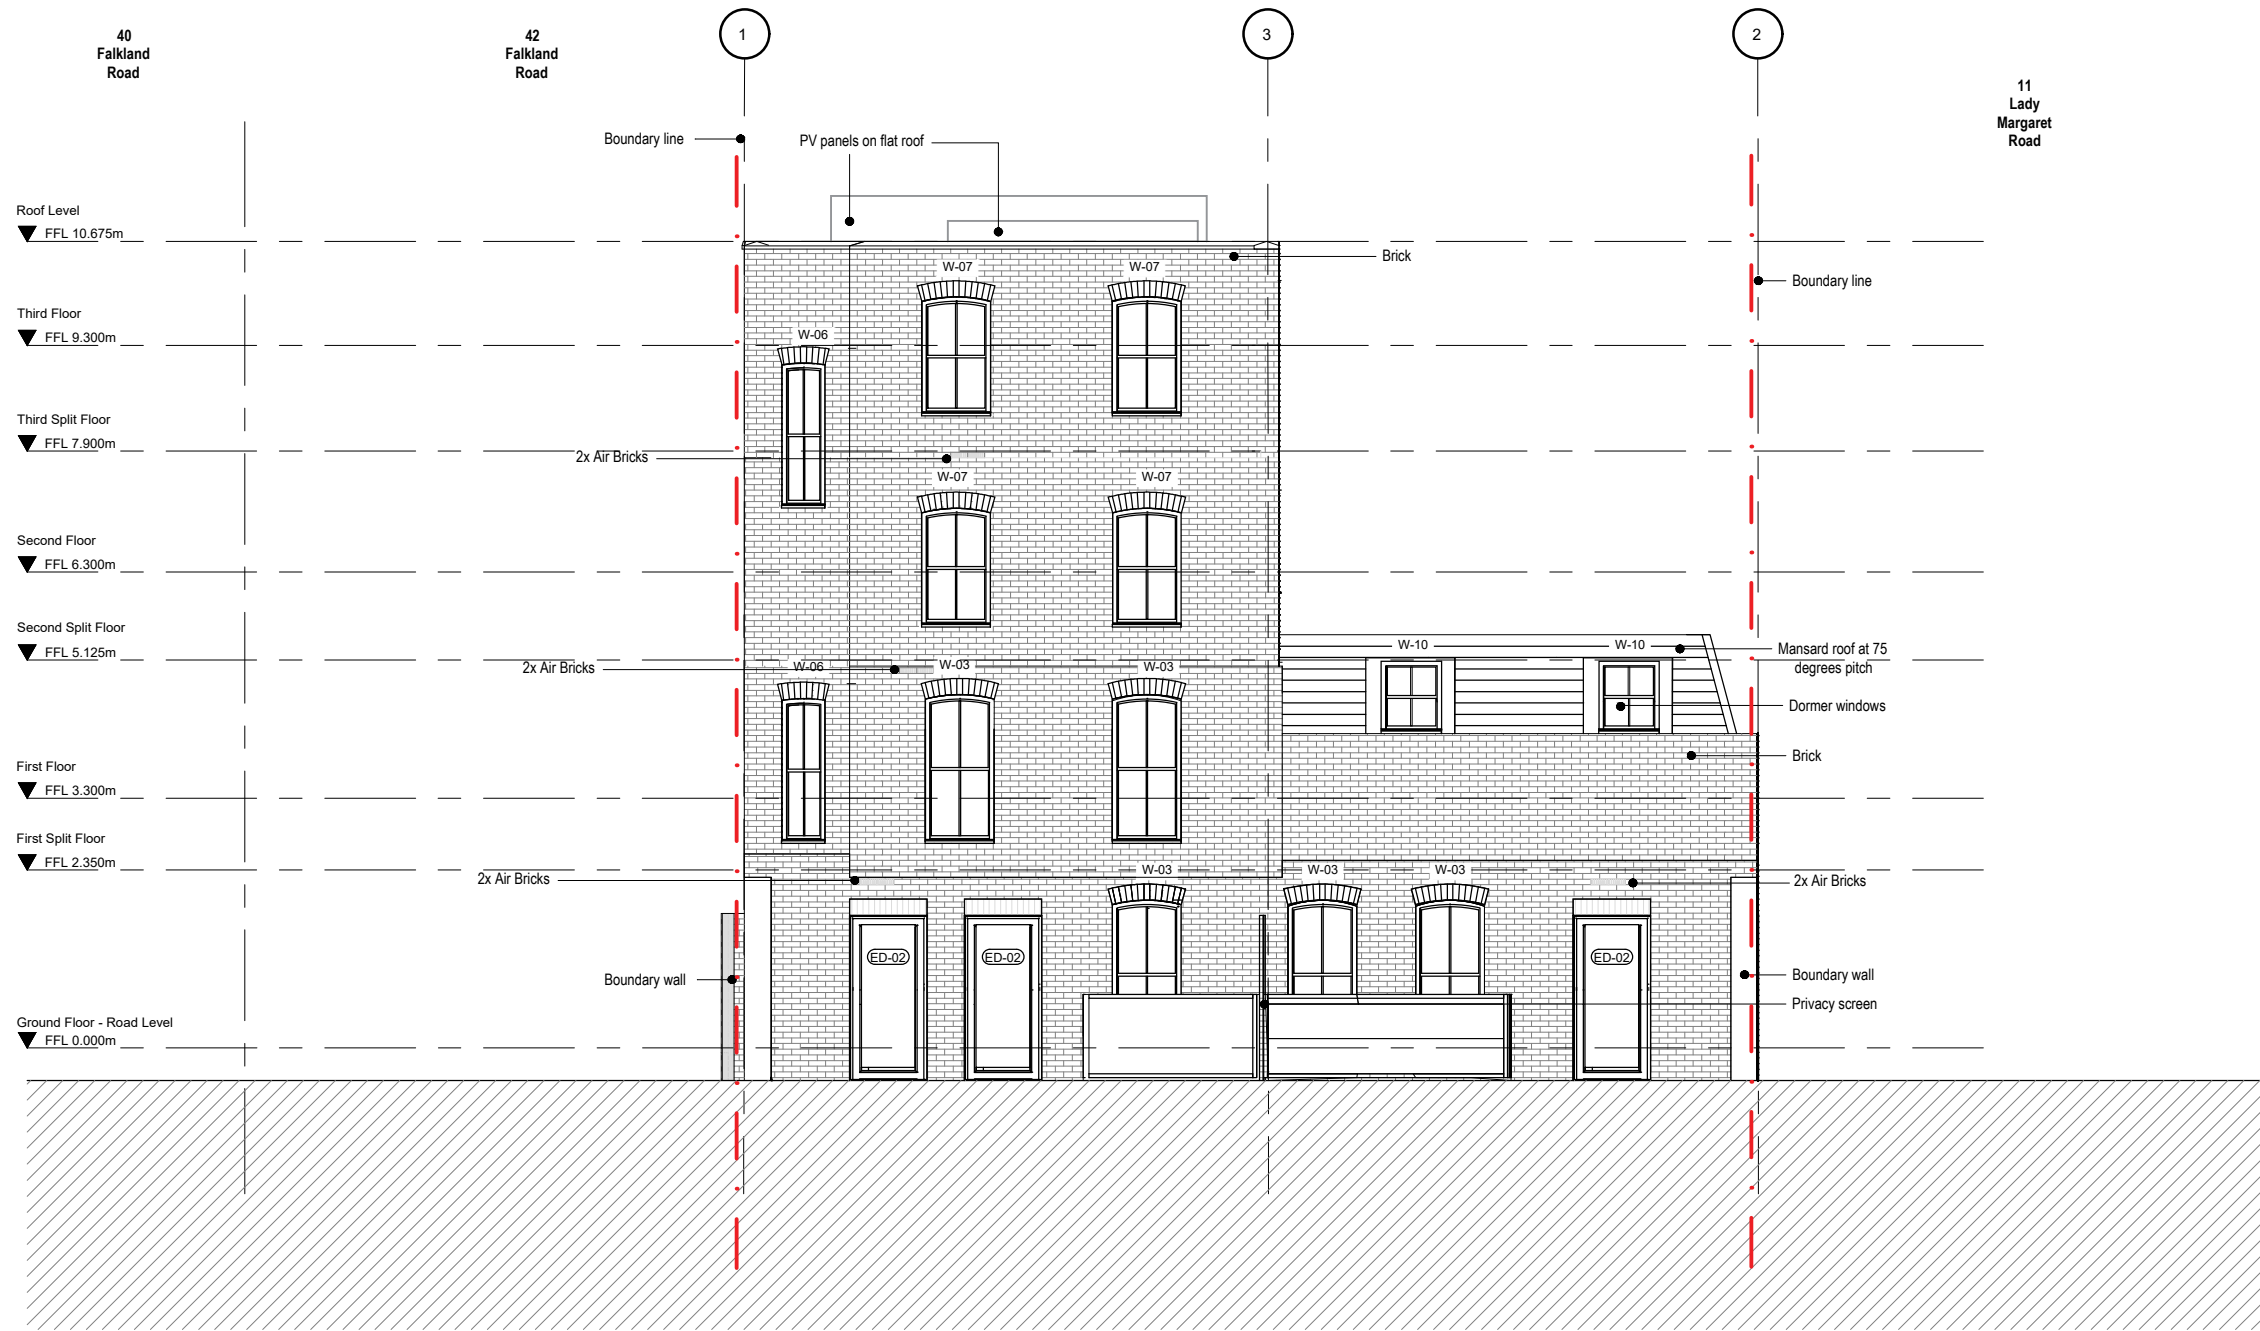 1
3
2
40
Falkland
Road
42
Falkland
Road
11
Lady
Margaret
Road
Boundary line
PV panels on flat roof
Roof Level
FFL 10.675m
Brick
W-07
W-07
Boundary line
Third Floor
FFL 9.300m
W-06
Third Split Floor
FFL 7.900m
2x Air Bricks
W-07
W-07
Second Floor
FFL 6.300m
Second Split Floor
FFL 5.125m
W-10
W-10
Mansard roof at 75
degrees pitch
2x Air Bricks
W-06
W-03
W-03
Dormer windows
Brick
First Floor
FFL 3.300m
First Split Floor
FFL 2.350m
2x Air Bricks
W-03
W-03
W-03
2x Air Bricks
ED-02
ED-02
ED-02
Boundary wall
Boundary wall
Privacy screen
Ground Floor - Road Level
FFL 0.000m